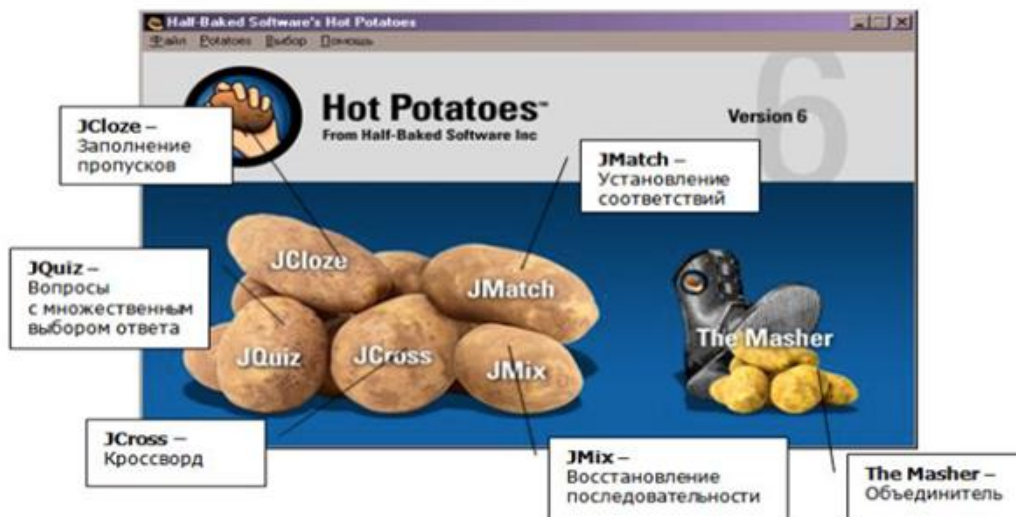 Half-Baked Software's Hot Potatoes
Файл Potatoes Выбор Помощь
Hot Potatoes™
From Half-Baked Software Inc
Version 6
6
JCloze –
Заполнение
пропусков
JMatch –
Установление
соответствий
JQuiz –
Вопросы
с множественным
выбором ответа
JCloze
JMatch
The Masher
JQuiz
JCross
JMix
JCross –
Кроссворд
JMix –
Восстановление
последовательности
The Masher –
Объединитель